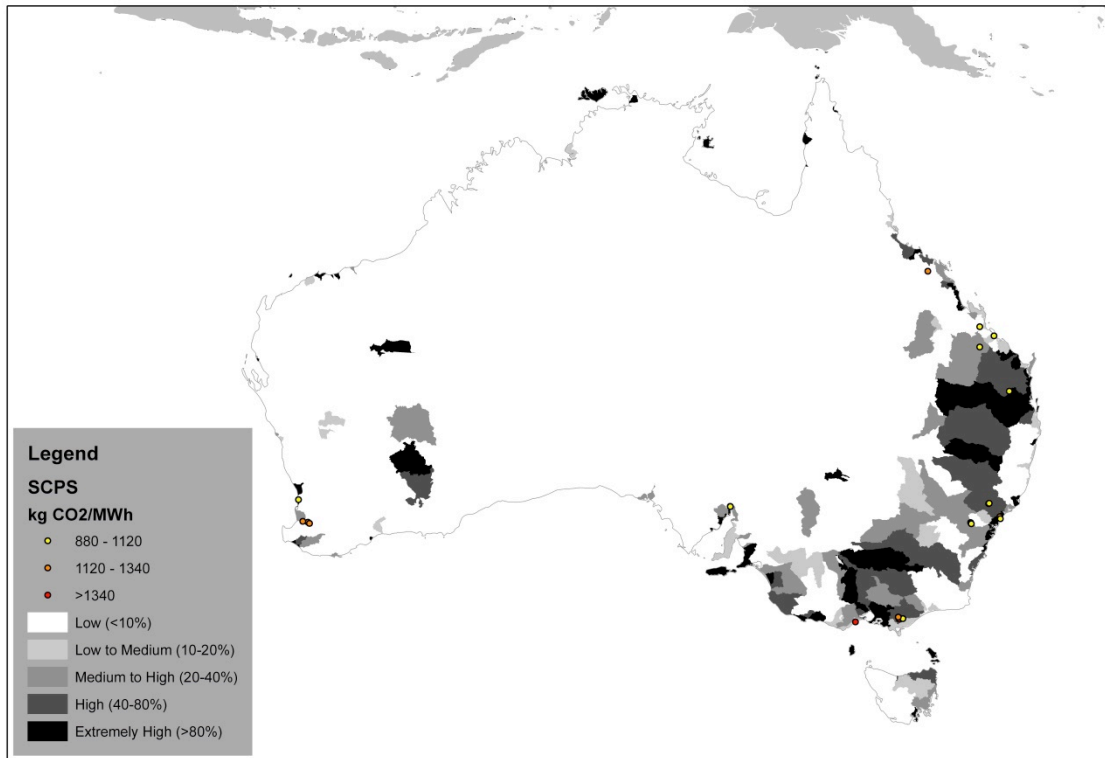 Legend
SCPS
kg CO2/MWh
880 - 1120
1120 - 1340
>1340
Low (<10%)
Low to Medium (10-20%)
Medium to High (20-40%)
High (40-80%)
Extremely High (>80%)